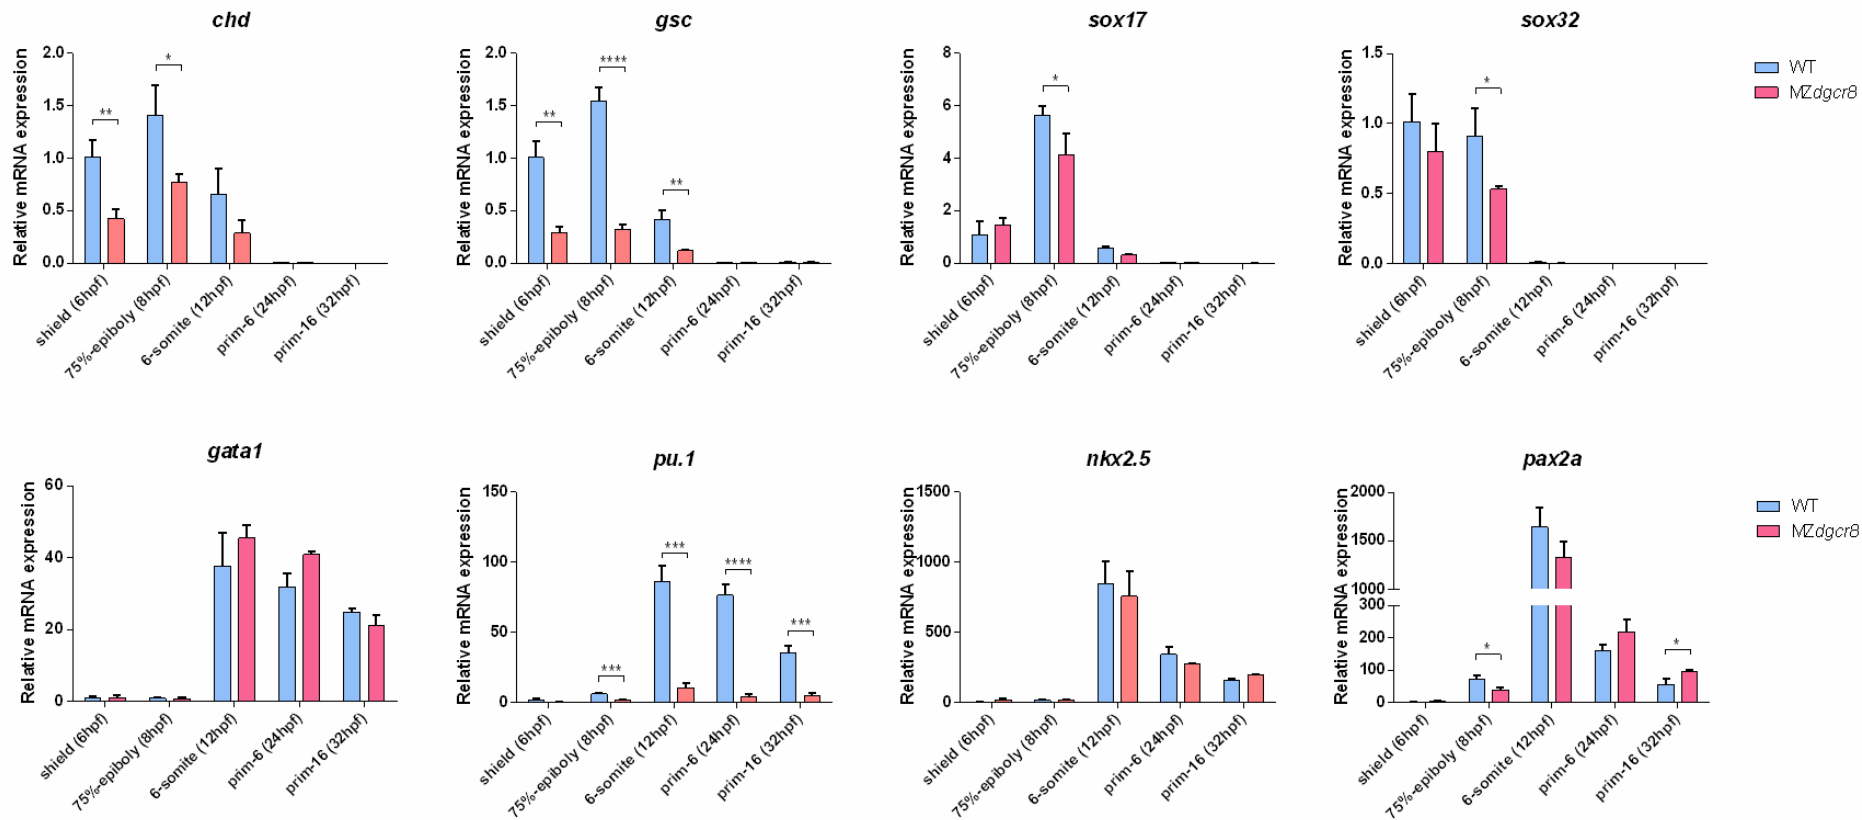 chd
Relative mRNA expression
2.0
1.5
1.0
0.5
0.0
*
**
shield (6hpf)
75%-epiboly (8hpf)
6-somite (12hpf)
prim-6 (24hpf)
prim-16 (32hpf)
gsc
Relative mRNA expression
2.0
1.5
1.0
0.5
0.0
****
**
**
shield (6hpf)
75%-epiboly (8hpf)
6-somite (12hpf)
prim-6 (24hpf)
prim-16 (32hpf)
sox17
Relative mRNA expression
8
6
4
2
0
*
shield (6hpf)
75%-epiboly (8hpf)
6-somite (12hpf)
prim-6 (24hpf)
prim-16 (32hpf)
sox32
Relative mRNA expression
1.5
1.0
0.5
0.0
*
shield (6hpf)
75%-epiboly (8hpf)
6-somite (12hpf)
prim-6 (24hpf)
prim-16 (32hpf)
WT
MZdgcr8
gata1
Relative mRNA expression
60
40
20
0
shield (6hpf)
75%-epiboly (8hpf)
6-somite (12hpf)
prim-6 (24hpf)
prim-16 (32hpf)
pu.1
Relative mRNA expression
150
100
50
0
***
***
****
***
shield (6hpf)
75%-epiboly (8hpf)
6-somite (12hpf)
prim-6 (24hpf)
prim-16 (32hpf)
nkx2.5
Relative mRNA expression
1500
1000
500
0
shield (6hpf)
75%-epiboly (8hpf)
6-somite (12hpf)
prim-6 (24hpf)
prim-16 (32hpf)
pax2a
Relative mRNA expression
2000
1500
1000
300
200
100
0
*
*
shield (6hpf)
75%-epiboly (8hpf)
6-somite (12hpf)
prim-6 (24hpf)
prim-16 (32hpf)
WT
MZdgcr8